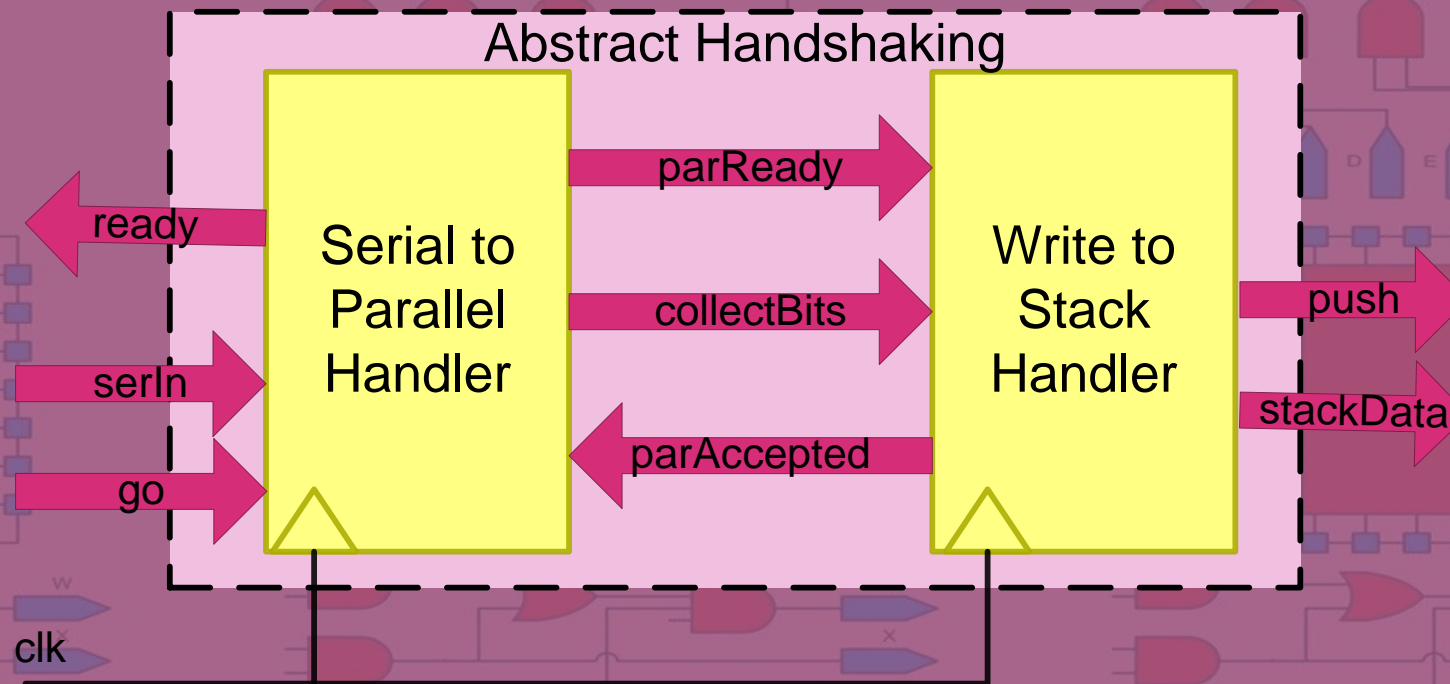 Abstract Handshaking
ready
serIn
go
Serial to
Parallel
Handler
parReady
collectBits
parAccepted
Write to
Stack
Handler
push
stackData
D
E
W
X
X
clk